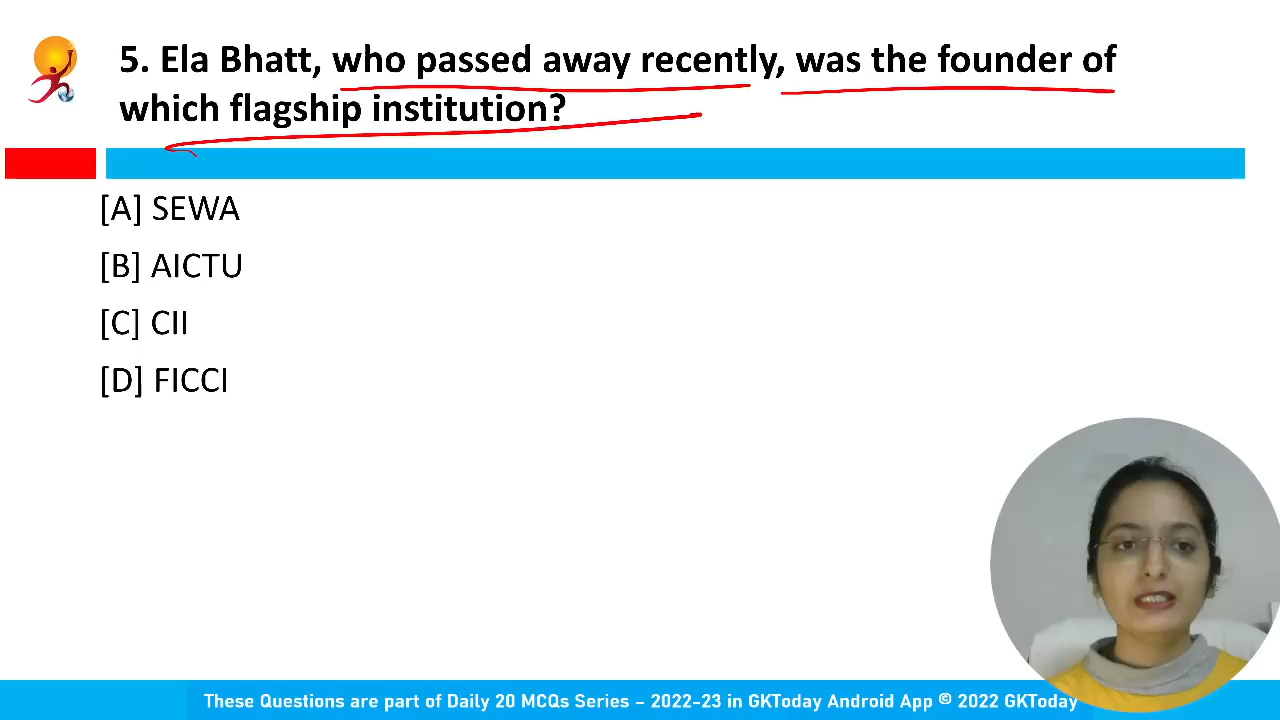 5. Ela Bhatt, who passed away recently, was the founder of
which flagship institution?
[A] SEWA
[B] AICTU
[C] CII
[D] FICCI
These Questions are part of Daily 20 MCQs Series – 2022-23 in GKToday Android App © 2022 GKToday